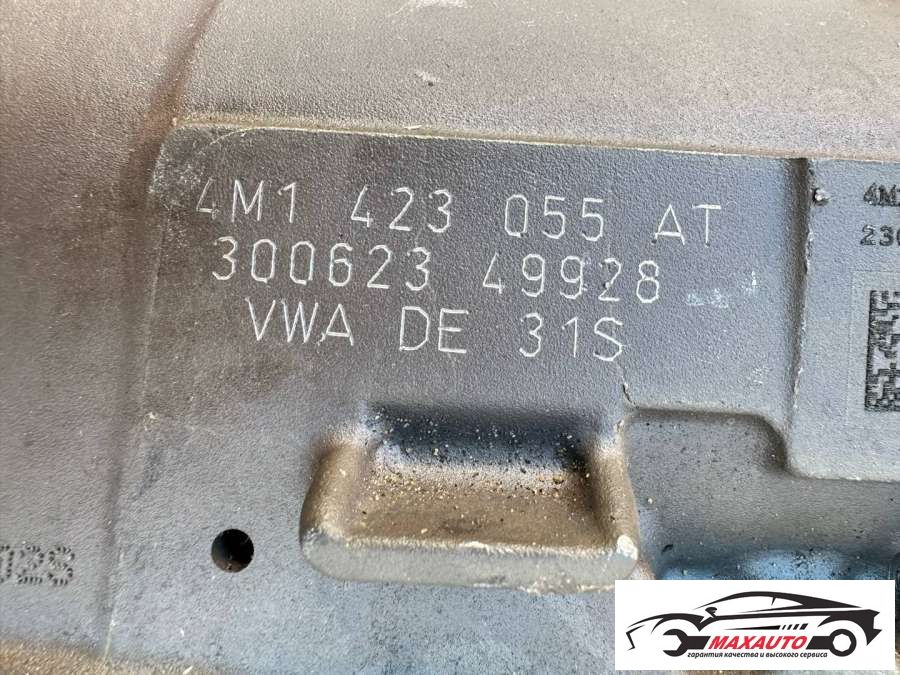 4M1 423 055 AT
300623 49928
VWA DE 31S
MAXAUTO
гарантия качества и высокого сервиса